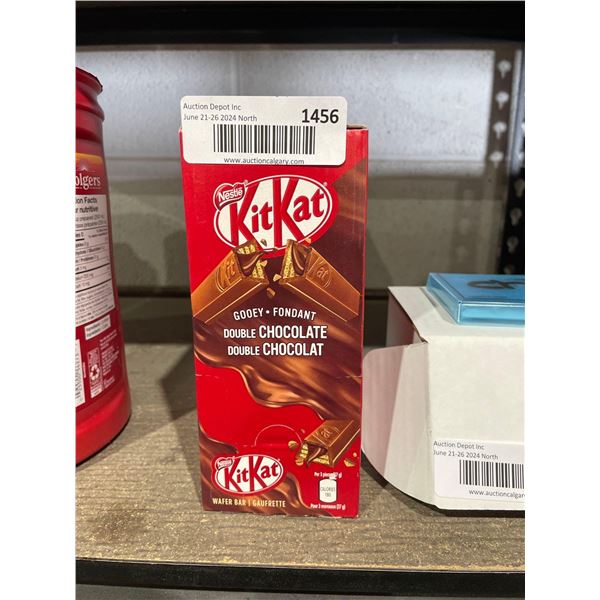 Auction Depot Inc
June 21-26 2024 North
1456
www.auctioncalgary.com
Nestlé
KitKat
GOOEY • FONDANT
DOUBLE CHOCOLATE
DOUBLE CHOCOLAT
Nestlé
KitKat
WAFER BAR | GAUFRETTE
CALORIES
Auction Depot Inc
June 21-26 2024 North
www.auctioncalgary.com